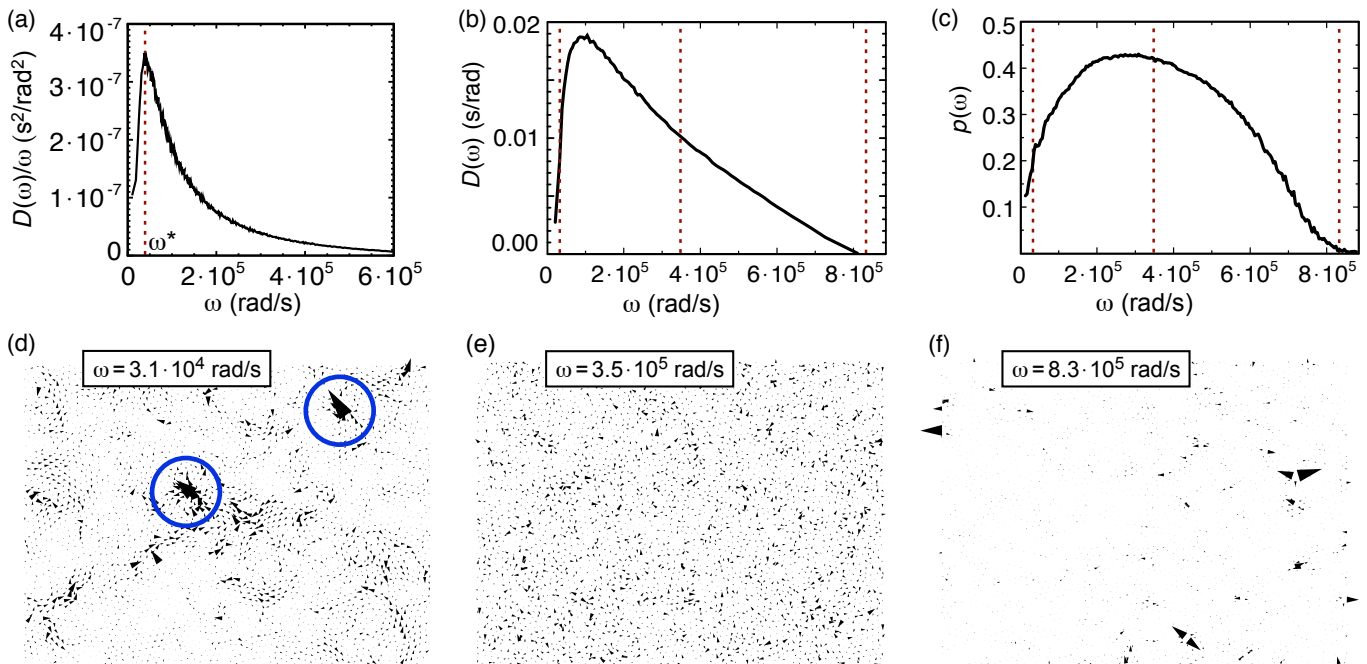 (a)
D(ω)/ω (s²/rad²)
4·10⁻⁷
3·10⁻⁷
2·10⁻⁷
1·10⁻⁷
0
ω*
0 2·10⁵ 4·10⁵ 6·10⁵
ω (rad/s)
(b)
D(ω) (s/rad)
0.02
0.01
0.00
0 2·10⁵ 4·10⁵ 6·10⁵ 8·10⁵
ω (rad/s)
(c)
p(ω)
0.5
0.4
0.3
0.2
0.1
0 2·10⁵ 4·10⁵ 6·10⁵ 8·10⁵
ω (rad/s)
(d)
ω = 3.1·10⁴ rad/s
(e)
ω = 3.5·10⁵ rad/s
(f)
ω = 8.3·10⁵ rad/s